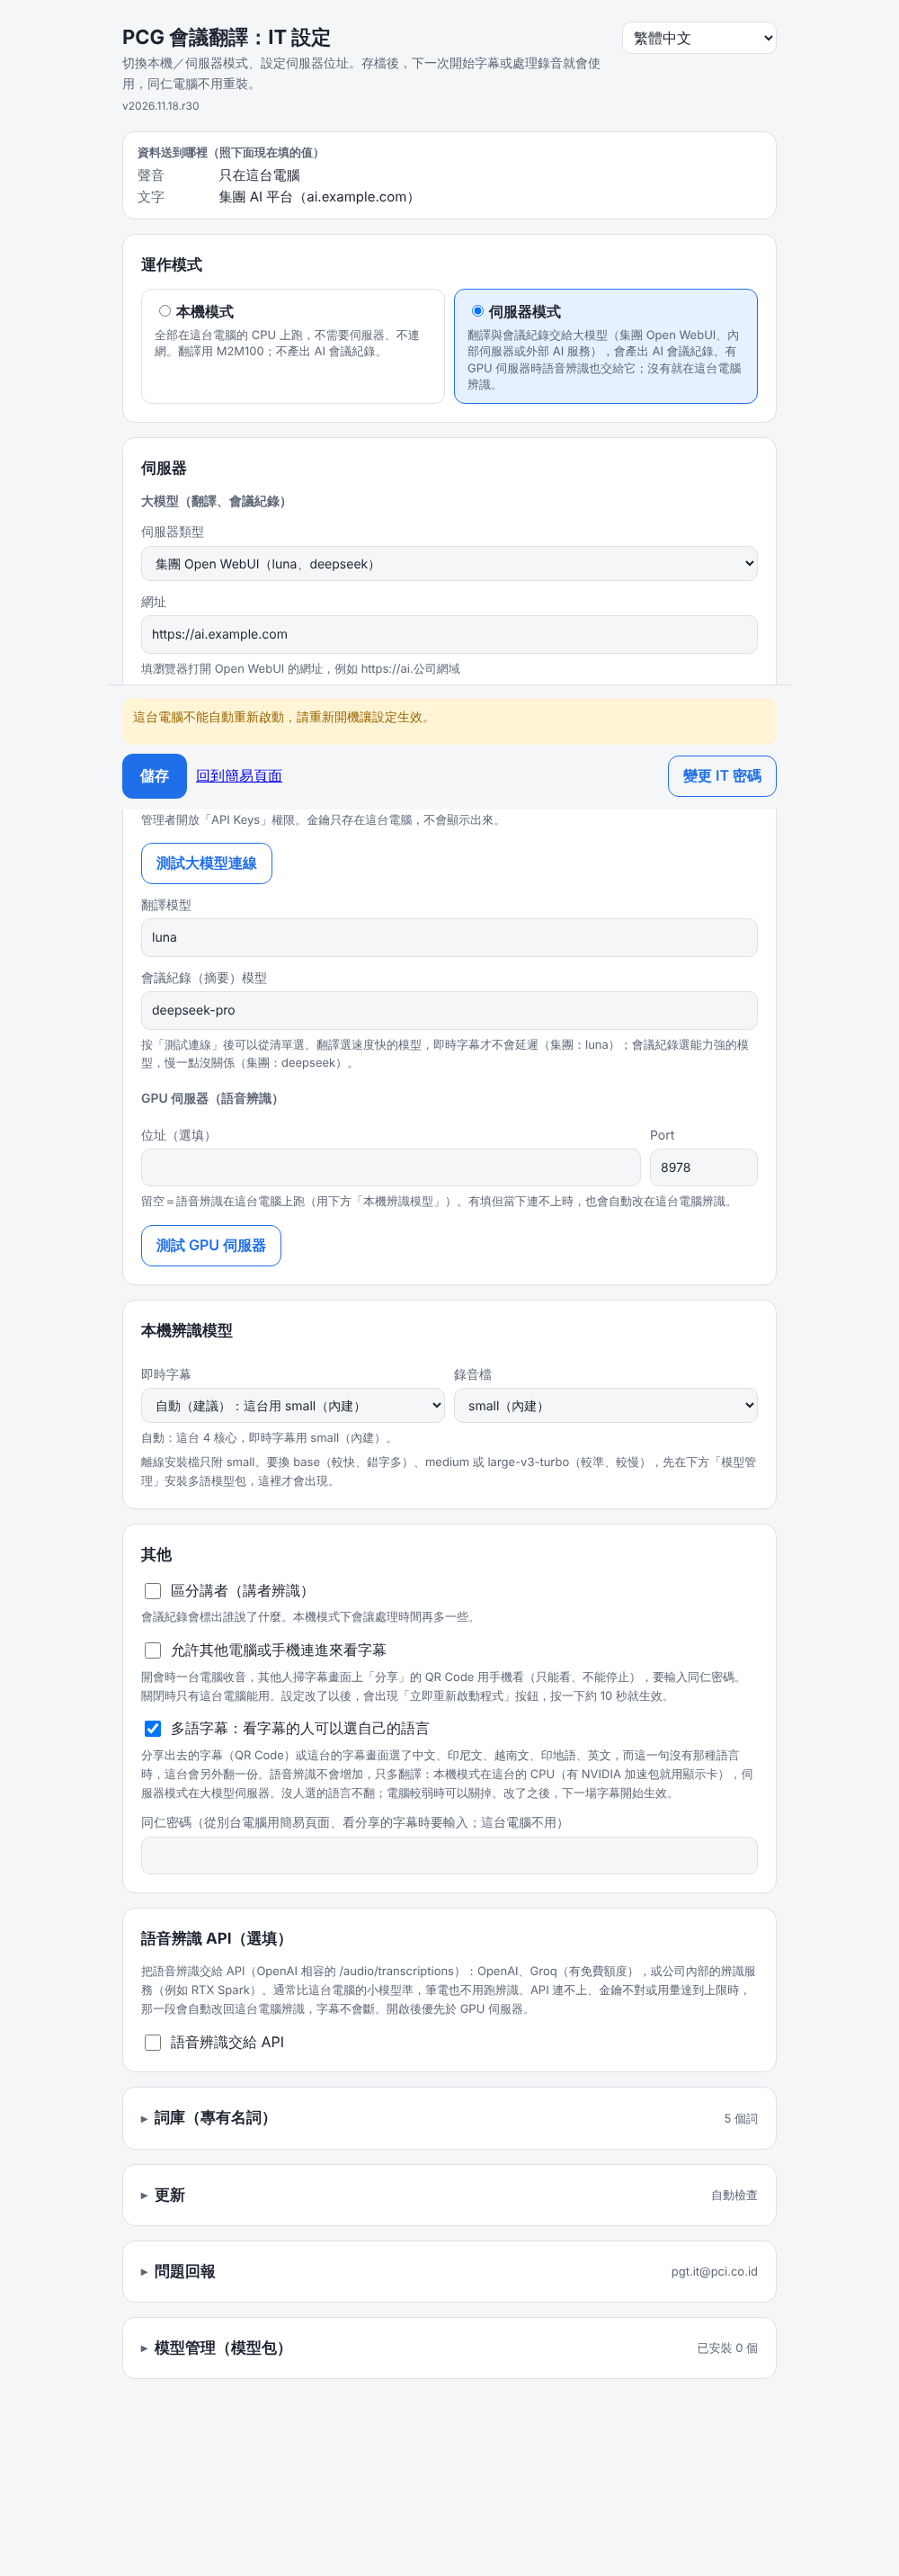 PCG 會議翻譯：IT 設定
繁體中文
切換本機／伺服器模式、設定伺服器位址。存檔後，下一次開始字幕或處理錄音就會使
用，同仁電腦不用重裝。
v2026.11.18.r30
資料送到哪裡（照下面現在填的值）
聲音 只在這台電腦
文字 集團 AI 平台（ai.example.com）
運作模式
本機模式
全部在這台電腦的 CPU 上跑，不需要伺服器、不連
網。翻譯用 M2M100；不產出 AI 會議紀錄。
伺服器模式
翻譯與會議紀錄交給大模型（集團 Open WebUI、內
部伺服器或外部 AI 服務），會產出 AI 會議紀錄。有
GPU 伺服器時語音辨識也交給它；沒有就在這台電腦
辨識。
伺服器
大模型（翻譯、會議紀錄）
伺服器類型
集團 Open WebUI（luna、deepseek）
網址
https://ai.example.com
填瀏覽器打開 Open WebUI 的網址，例如 https://ai.公司網域
這台電腦不能自動重新啟動，請重新開機讓設定生效。
儲存 回到簡易頁面 變更 IT 密碼
管理者開放「API Keys」權限。金鑰只存在這台電腦，不會顯示出來。
測試大模型連線
翻譯模型
luna
會議紀錄（摘要）模型
deepseek-pro
按「測試連線」後可以從清單選。翻譯選速度快的模型，即時字幕才不會延遲（集團：luna）；會議紀錄選能力強的模
型，慢一點沒關係（集團：deepseek）。
GPU 伺服器（語音辨識）
位址（選填） Port
8978
留空＝語音辨識在這台電腦上跑（用下方「本機辨識模型」）。有填但當下連不上時，也會自動改在這台電腦辨識。
測試 GPU 伺服器
本機辨識模型
即時字幕 錄音檔
自動（建議）：這台用 small（內建） small（內建）
自動：這台 4 核心，即時字幕用 small（內建）。
離線安裝檔只附 small。要換 base（較快、錯字多）、medium 或 large-v3-turbo（較準、較慢），先在下方「模型管
理」安裝多語模型包，這裡才會出現。
其他
區分講者（講者辨識）
會議紀錄會標出誰說了什麼。本機模式下會讓處理時間再多一些。
允許其他電腦或手機連進來看字幕
開會時一台電腦收音，其他人掃字幕畫面上「分享」的 QR Code 用手機看（只能看、不能停止），要輸入同仁密碼。
關閉時只有這台電腦能用。設定改了以後，會出現「立即重新啟動程式」按鈕，按一下約 10 秒就生效。
多語字幕：看字幕的人可以選自己的語言
分享出去的字幕（QR Code）或這台的字幕畫面選了中文、印尼文、越南文、印地語、英文，而這一句沒有那種語言
時，這台會另外翻一份。語音辨識不會增加，只多翻譯：本機模式在這台的 CPU（有 NVIDIA 加速包就用顯示卡），伺
服器模式在大模型伺服器。沒人選的語言不翻；電腦較弱時可以關掉。改了之後，下一場字幕開始生效。
同仁密碼（從別台電腦用簡易頁面、看分享的字幕時要輸入；這台電腦不用）
語音辨識 API（選填）
把語音辨識交給 API（OpenAI 相容的 /audio/transcriptions）：OpenAI、Groq（有免費額度），或公司內部的辨識服
務（例如 RTX Spark）。通常比這台電腦的小模型準，筆電也不用跑辨識。API 連不上、金鑰不對或用量達到上限時，
那一段會自動改回這台電腦辨識，字幕不會斷。開啟後優先於 GPU 伺服器。
語音辨識交給 API
詞庫（專有名詞） 5 個詞
更新 自動檢查
問題回報 pgt.it@pci.co.id
模型管理（模型包） 已安裝 0 個